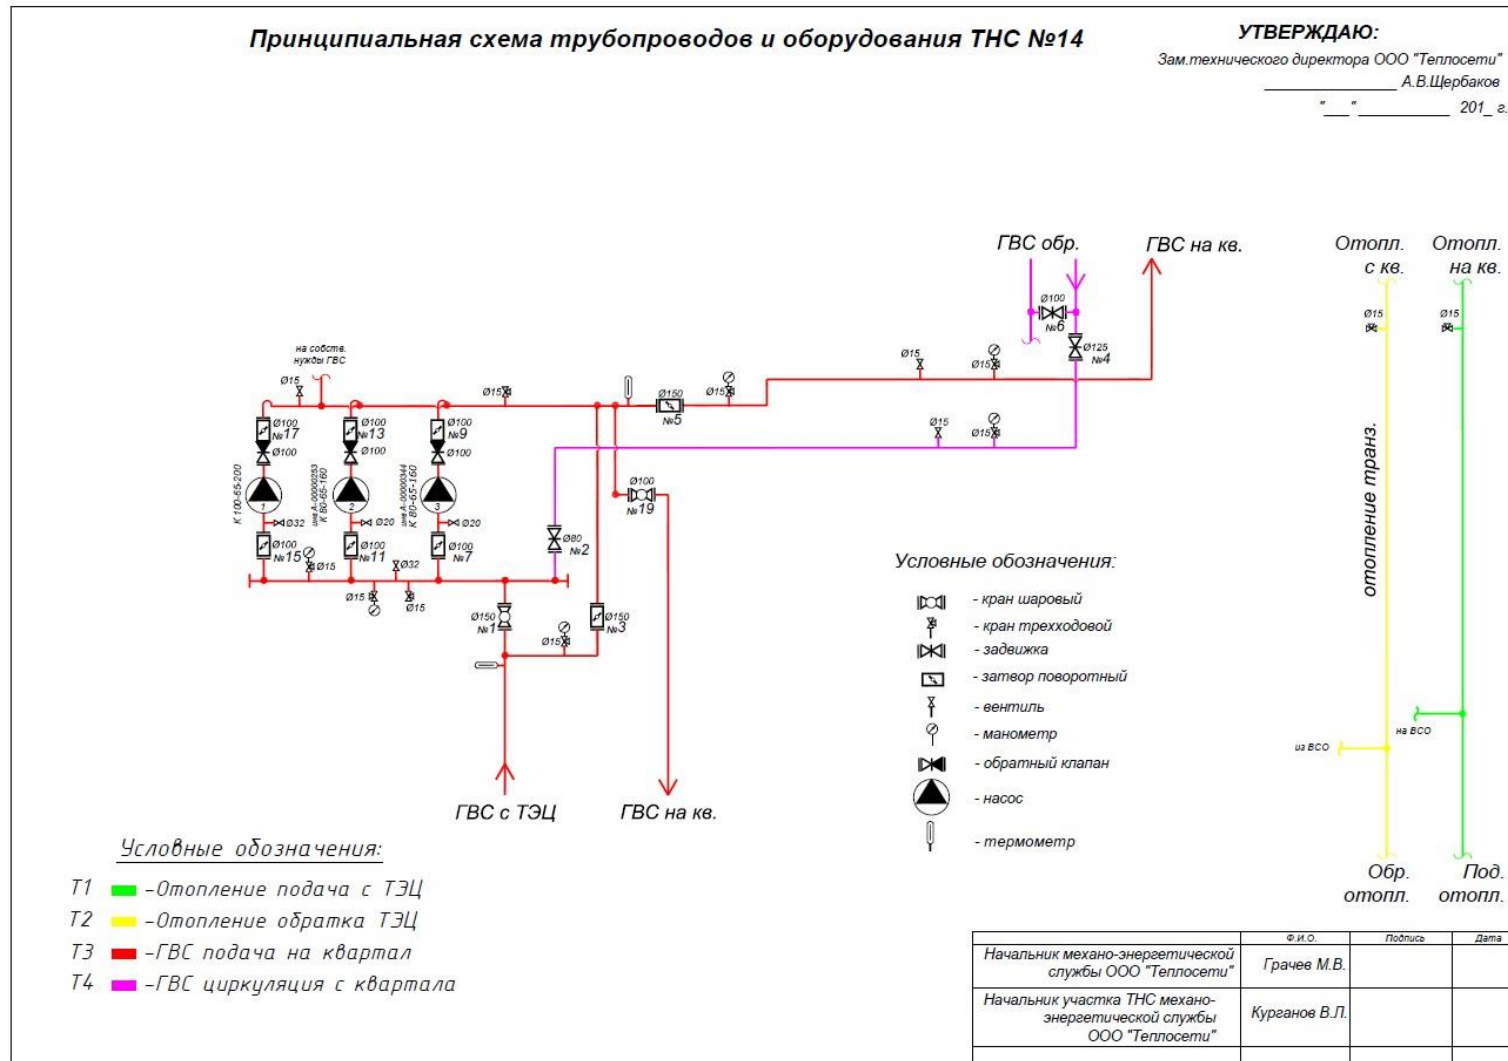 Принципиальная схема трубопроводов и оборудования ТНС №14
УТВЕРЖДАЮ:
Зам.технического директора ООО "Теплосети"
А.В.Щербаков
"___" __________ 201_ г.
ГВС обр.
ГВС на кв.
Отопл.
с кв.
Отопл.
на кв.
Ø100
№6
Ø125
№4
Ø15
Ø15
на собств.
нужды ГВС
Ø15
Ø15
Ø150
№5
Ø15
Ø15
Ø15
Ø15
Ø15
Ø100
№17
Ø100
№13
Ø100
№9
Ø100
Ø100
Ø100
К 100-65-200
инв А-00000253
К 80-65-160
инв А-00000344
К 80-65-160
1
2
3
Ø32
Ø20
Ø20
Ø100
№19
Ø100
№15
Ø100
№11
Ø100
№7
Ø80
№2
Ø15
Ø32
Ø15
Ø15
Ø150
№1
Ø150
№3
Ø15
отопление транз.
на ВСО
из ВСО
ГВС с ТЭЦ
ГВС на кв.
Условные обозначения:
- кран шаровый
- кран трехходовой
- задвижка
- затвор поворотный
- вентиль
- манометр
- обратный клапан
- насос
- термометр
Обр.
отопл.
Под.
отопл.
Условные обозначения:
Т1 -Отопление подача с ТЭЦ
Т2 -Отопление обратка ТЭЦ
Т3 -ГВС подача на квартал
Т4 -ГВС циркуляция с квартала
Ф.И.О. Подпись Дата
Начальник механо-энергетической
службы ООО "Теплосети"
Грачев М.В.
Начальник участка ТНС механо-
энергетической службы
ООО "Теплосети"
Курганов В.Л.